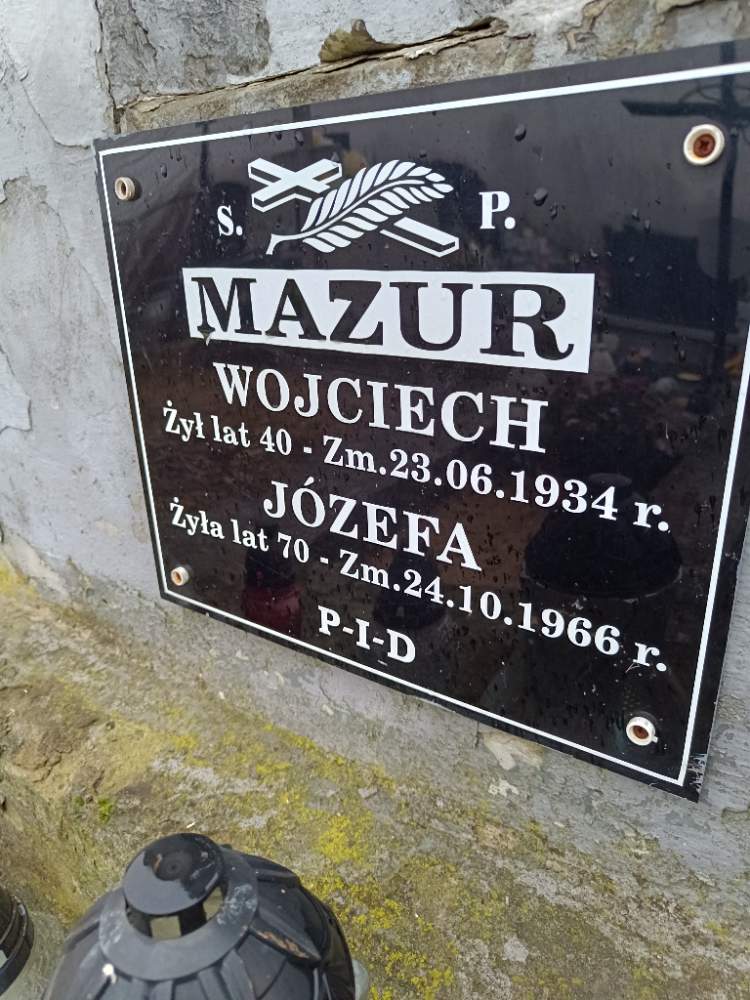 S. P.
MAZUR
WOJCIECH
Żył lat 40 - Zm.23.06.1934 r.
JÓZEFA
Żyła lat 70 - Zm.24.10.1966 r.
P-I-D